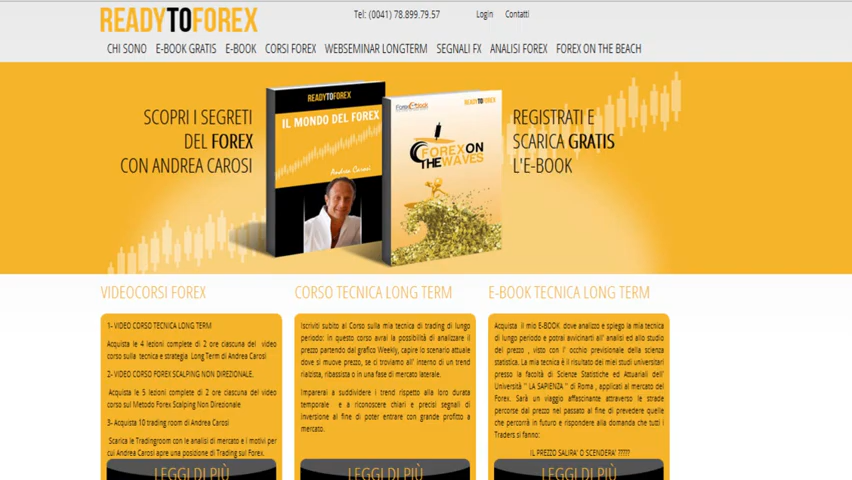 READYTOFOREX
Tel: (0041) 78.899.79.57
Login Contatti
CHI SONO E-BOOK GRATIS E-BOOK CORSI FOREX WEBSEMINAR LONGTERM SEGNALI FX ANALISI FOREX FOREX ON THE BEACH
SCOPRI I SEGRETI
DEL FOREX
CON ANDREA CAROSI
READYTOFOREX
IL MONDO DEL FOREX
Andrea Carosi
READYTOFOREX
FOREX ON
THE WAVES
REGISTRATI E
SCARICA GRATIS
L'E-BOOK
VIDEOCORSI FOREX
1- VIDEO CORSO TECNICA LONG TERM
Acquista le 4 lezioni complete di 2 ore ciascuna del video
corso sulla tecnica e strategia Long Term di Andrea Carosi
2- VIDEO CORSO FOREX SCALPING NON DIREZIONALE.
Acquista le 5 lezioni complete di 2 ore ciascuna del video
corso sul Metodo Forex Scalping Non Direzionale
3- Acquista 10 trading room di Andrea Carosi
Scarica le Tradingroom con le analisi di mercato e i motivi per
cui Andrea Carosi apre una posizione di Trading sul Forex.
LEGGI DI PIÙ
CORSO TECNICA LONG TERM
Iscriviti subito al Corso sulla mia tecnica di trading di lungo
periodo: in questo corso avrai la possibiltà di analizzare il
prezzo partendo dal grafico Weekly, capire lo scenario attuale
dove si muove prezzo, se ci troviamo all' interno di un trend
rialzista, ribassista o in una fase di mercato laterale.
Imparerai a suddividere i trend rispetto alla loro durata
temporale e a riconoscere chiari e precisi segnali di
inversione al fine di poter entrare con grande profitto a
mercato.
LEGGI DI PIÙ
E-BOOK TECNICA LONG TERM
Acquista il mio E-BOOK dove analizzo e spiego la mia tecnica
di lungo periodo e potrai avvicinarti all' analisi ed allo studio
del prezzo , visto con l' occhio previsionale della scienza
statistica. La mia tecnica è il risultato dei miei studi universitari
presso la facoltà di Scienze Statistiche ed Attuariali dell'
Università " LA SAPIENZA " di Roma , applicati al mercato del
Forex. Sarà un viaggio affascinante attraverso le strade
percorse dal prezzo nel passato al fine di prevedere quelle
che percorrrà in futuro e rispondere alla domanda che tutti i
Traders si fanno:
IL PREZZO SALIRA' O SCENDERA' ?????
LEGGI DI PIÙ